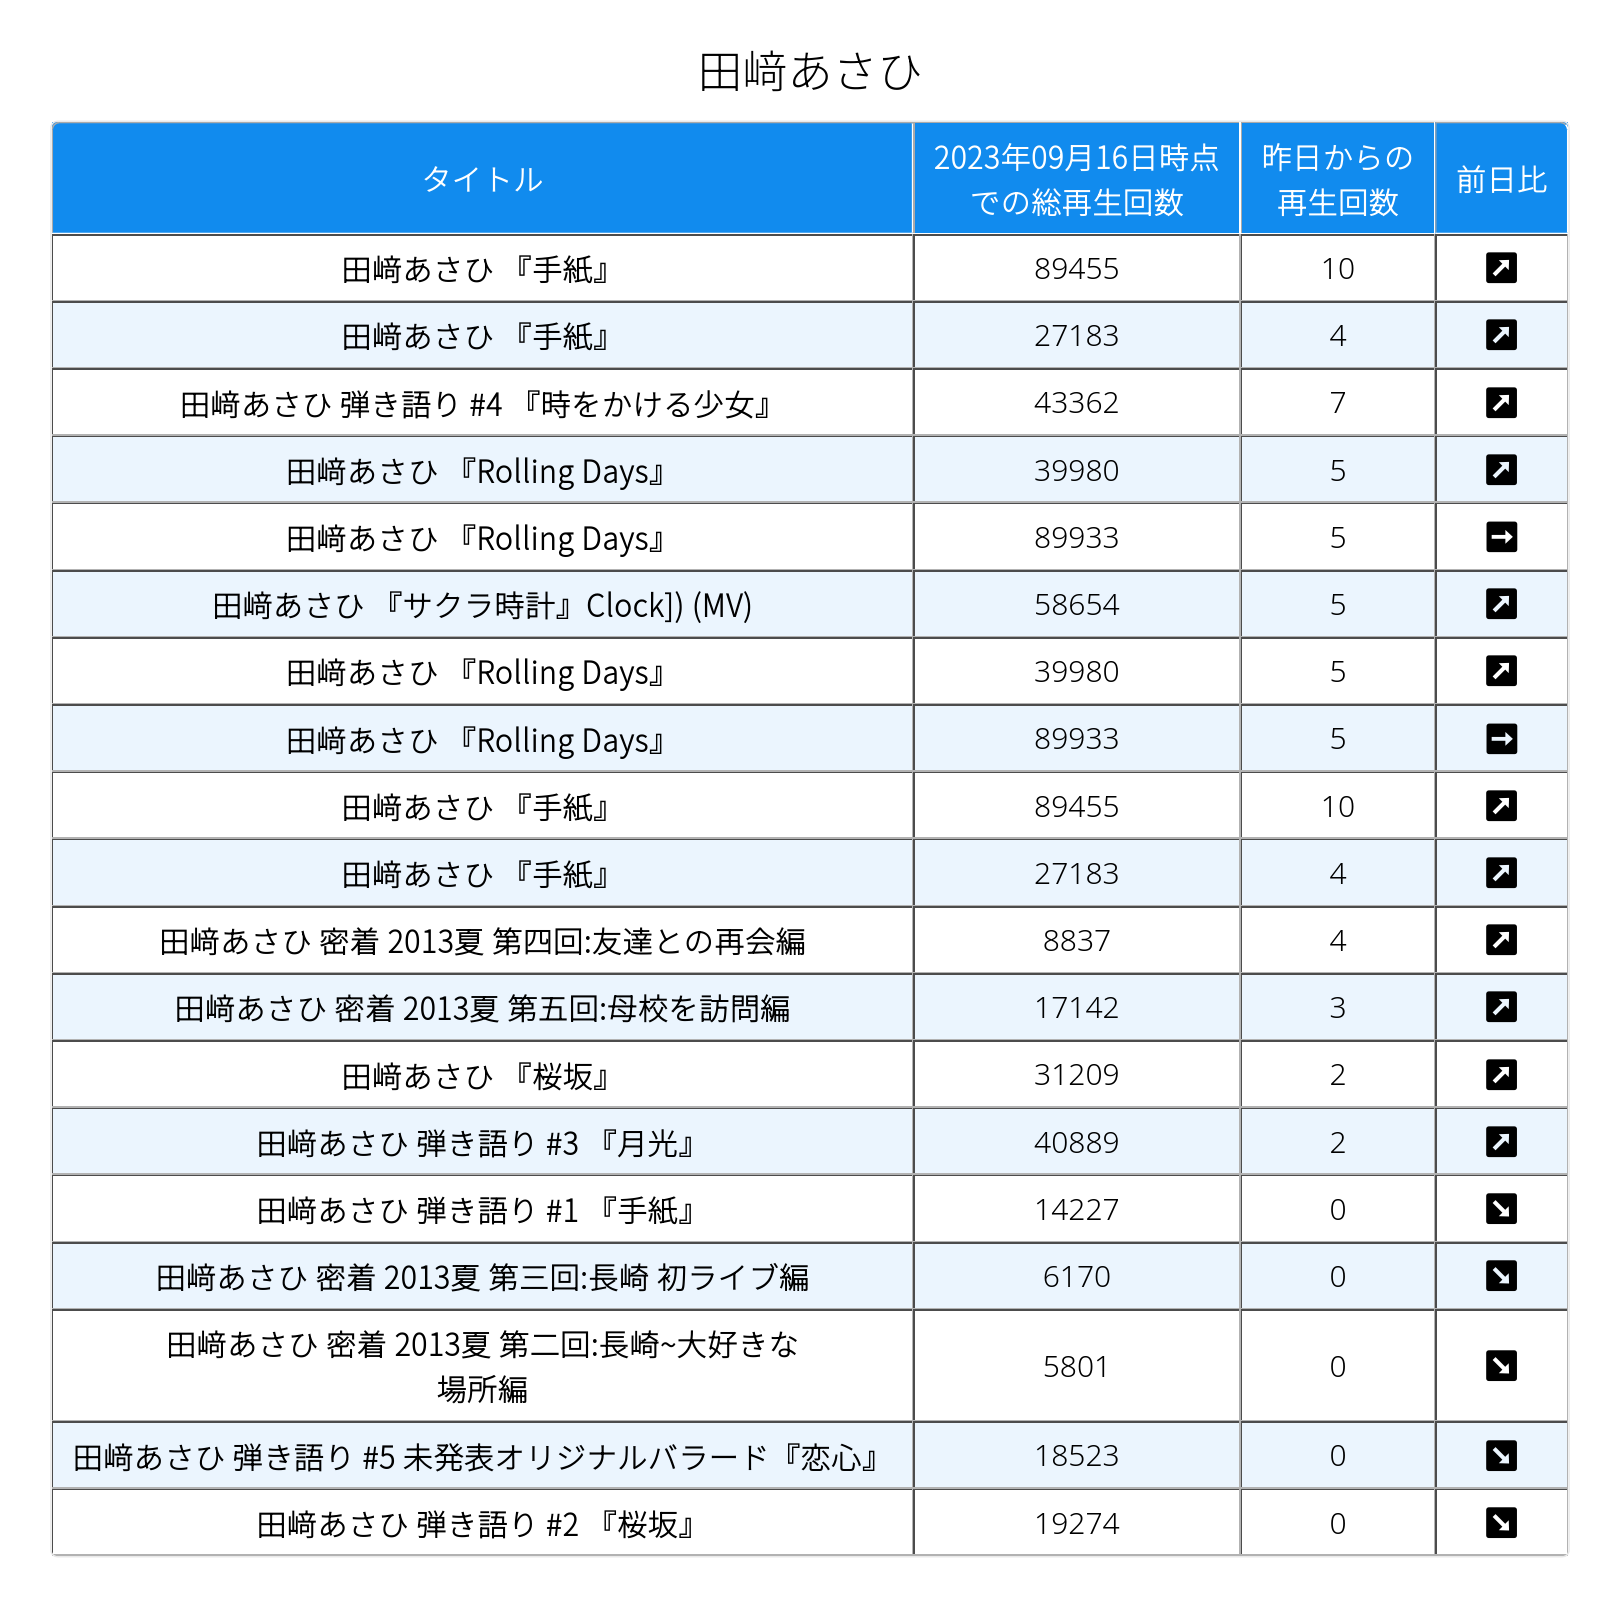 田﨑あさひ
タイトル
2023年09月16日時点
での総再生回数
昨日からの
再生回数
前日比
田﨑あさひ 『手紙』 89455 10 ↗
田﨑あさひ 『手紙』 27183 4 ↗
田﨑あさひ 弾き語り #4 『時をかける少女』 43362 7 ↗
田﨑あさひ 『Rolling Days』 39980 5 ↗
田﨑あさひ 『Rolling Days』 89933 5 →
田﨑あさひ 『サクラ時計』Clock]) (MV) 58654 5 ↗
田﨑あさひ 『Rolling Days』 39980 5 ↗
田﨑あさひ 『Rolling Days』 89933 5 →
田﨑あさひ 『手紙』 89455 10 ↗
田﨑あさひ 『手紙』 27183 4 ↗
田﨑あさひ 密着 2013夏 第四回:友達との再会編 8837 4 ↗
田﨑あさひ 密着 2013夏 第五回:母校を訪問編 17142 3 ↗
田﨑あさひ 『桜坂』 31209 2 ↗
田﨑あさひ 弾き語り #3 『月光』 40889 2 ↗
田﨑あさひ 弾き語り #1 『手紙』 14227 0 ↘
田﨑あさひ 密着 2013夏 第三回:長崎 初ライブ編 6170 0 ↘
田﨑あさひ 密着 2013夏 第二回:長崎~大好きな
場所編 5801 0 ↘
田﨑あさひ 弾き語り #5 未発表オリジナルバラード『恋心』 18523 0 ↘
田﨑あさひ 弾き語り #2 『桜坂』 19274 0 ↘